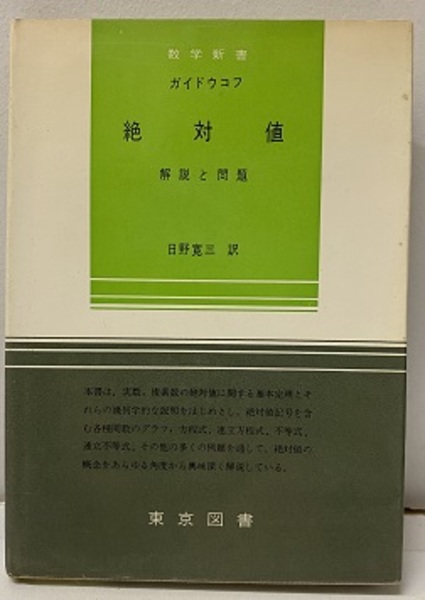 数学新書
ガイドウコフ
絶対値
解説と問題
日野寛三 訳
本書は，実数，複素数の絶対値に関する基本定理とそ
れらの幾何学的な説明をはじめとし，絶対値記号を含
む各種関数のグラフ，方程式，連立方程式，不等式，
連立不等式，その他の多くの例題を通して，絶対値の
概念をあらゆる角度から興味深く解説している。
東京図書